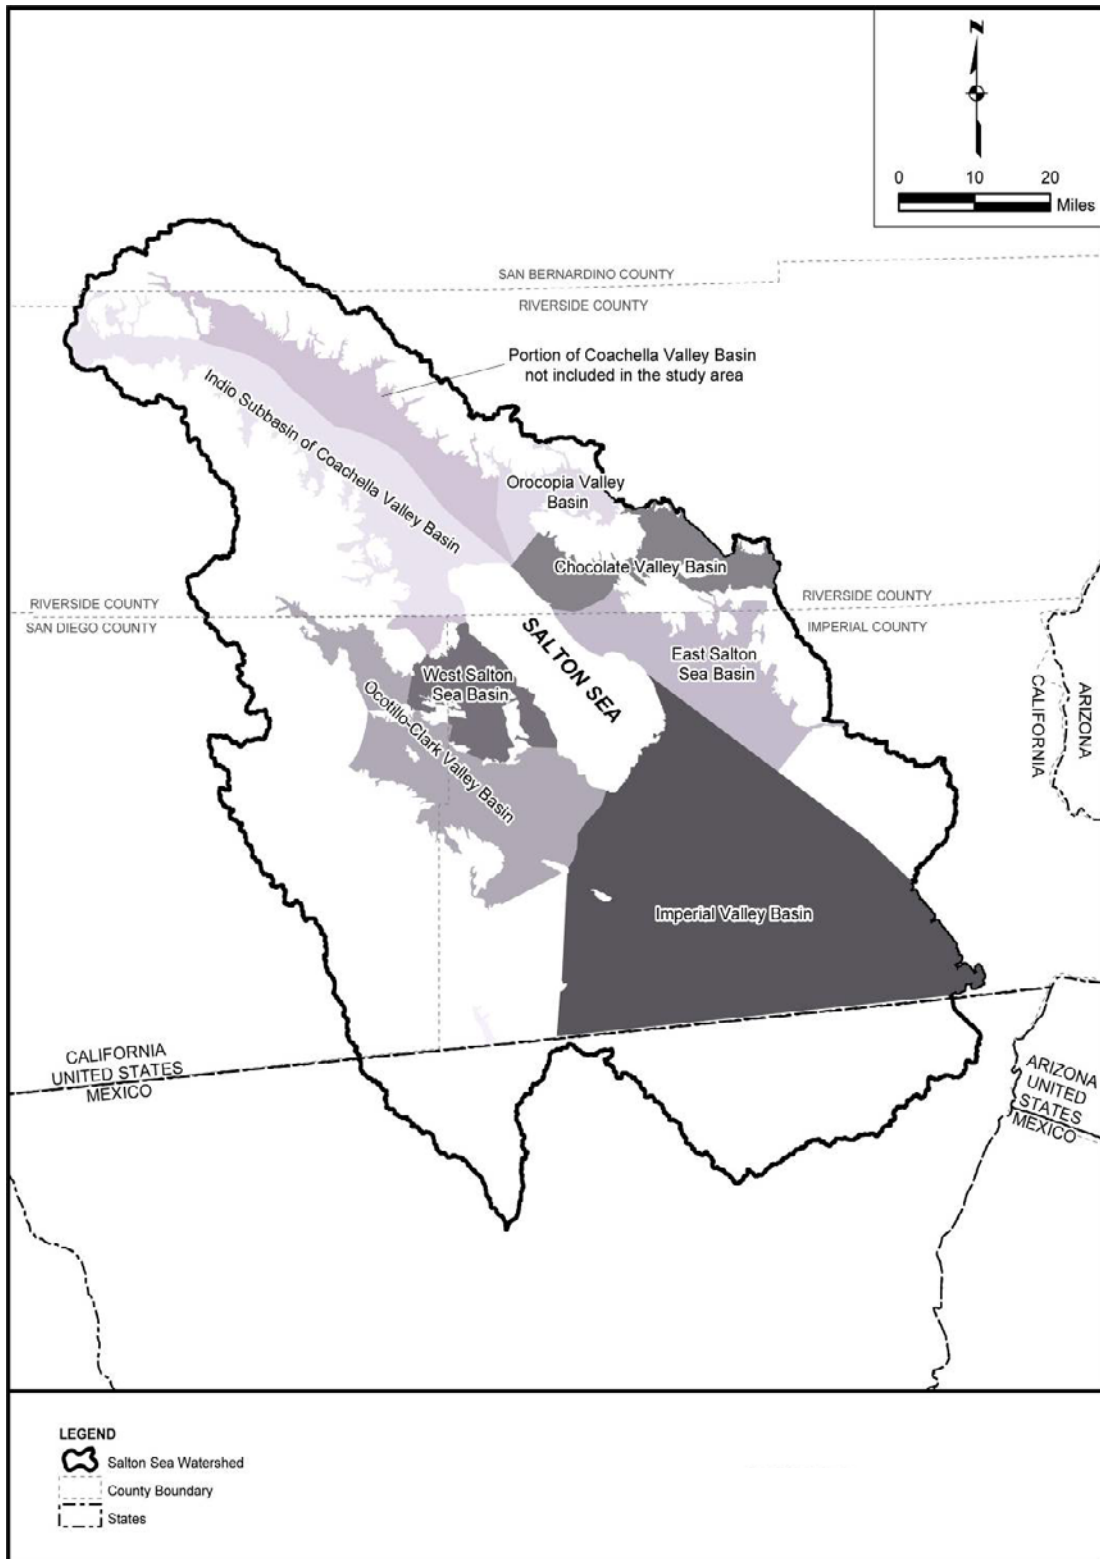 N
0 10 20
Miles
SAN BERNARDINO COUNTY
RIVERSIDE COUNTY
Portion of Coachella Valley Basin
not included in the study area
Indio Subbasin of Coachella Valley Basin
Orocopia Valley
Basin
Chocolate Valley Basin
RIVERSIDE COUNTY
SAN DIEGO COUNTY
RIVERSIDE COUNTY
IMPERIAL COUNTY
SALTON SEA
East Salton
Sea Basin
West Salton
Sea Basin
Ocotillo-Clark Valley Basin
CALIFORNIA
ARIZONA
Imperial Valley Basin
CALIFORNIA
UNITED STATES
MEXICO
ARIZONA
UNITED
STATES
MEXICO
LEGEND
Salton Sea Watershed
County Boundary
States